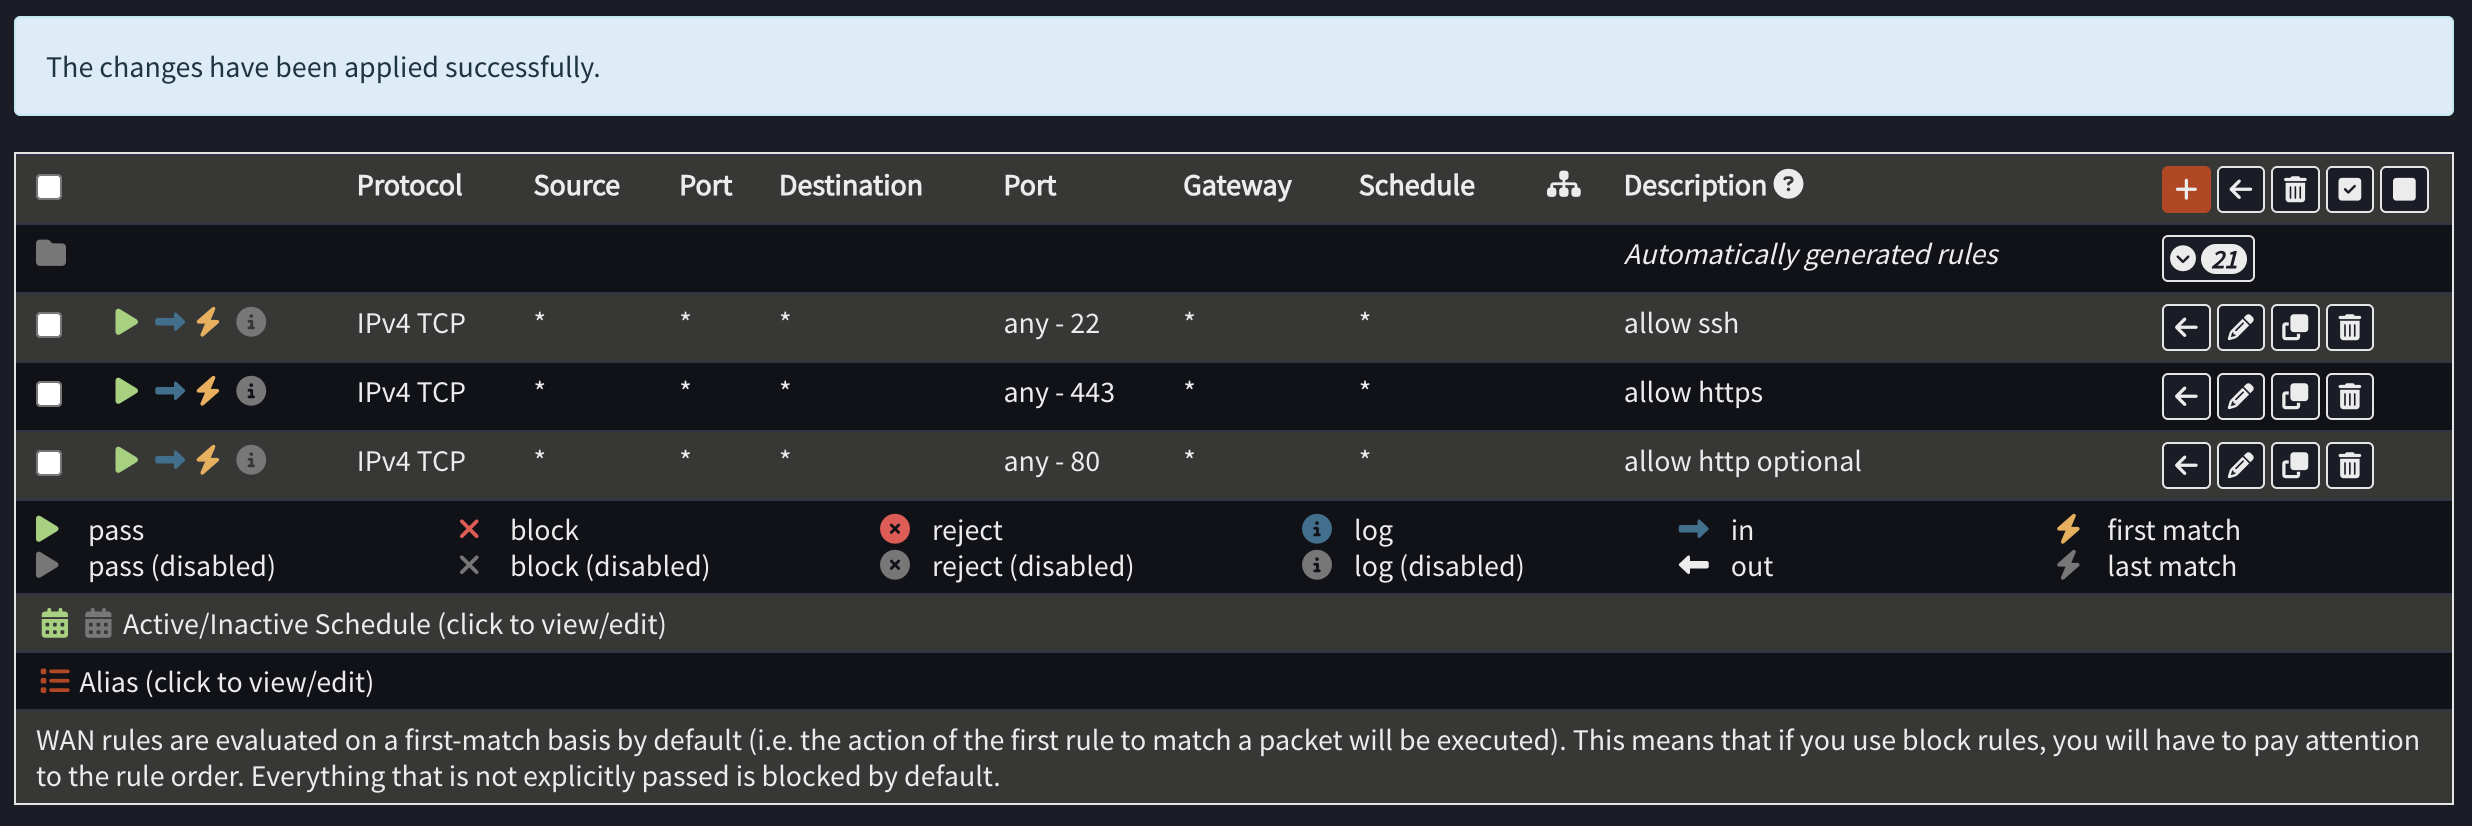 The changes have been applied successfully.
Protocol Source Port Destination Port Gateway Schedule Description ?
Automatically generated rules 21
IPv4 TCP * * * any - 22 * * allow ssh
IPv4 TCP * * * any - 443 * * allow https
IPv4 TCP * * * any - 80 * * allow http optional
pass block reject log in first match
pass (disabled) block (disabled) reject (disabled) log (disabled) out last match
Active/Inactive Schedule (click to view/edit)
Alias (click to view/edit)
WAN rules are evaluated on a first-match basis by default (i.e. the action of the first rule to match a packet will be executed). This means that if you use block rules, you will have to pay attention
to the rule order. Everything that is not explicitly passed is blocked by default.